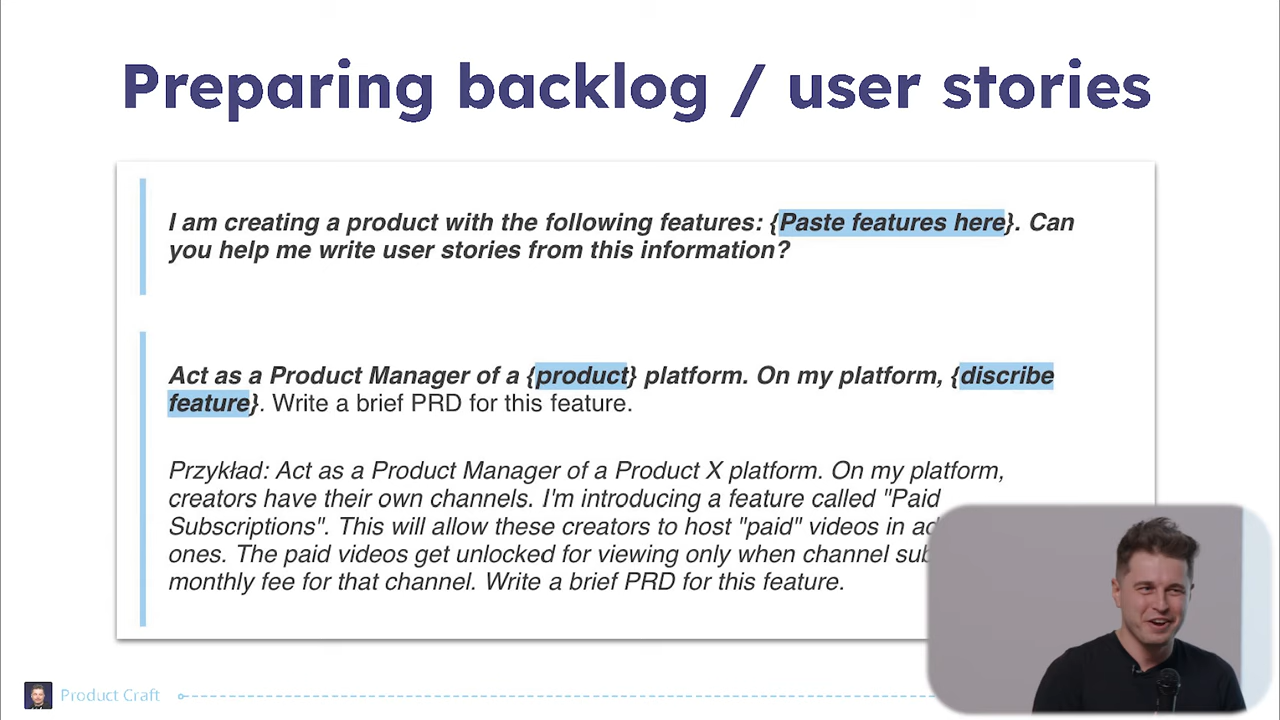 Preparing backlog / user stories
I am creating a product with the following features: {Paste features here}. Can
you help me write user stories from this information?
Act as a Product Manager of a {product} platform. On my platform, {discribe
feature}. Write a brief PRD for this feature.
Przykład: Act as a Product Manager of a Product X platform. On my platform,
creators have their own channels. I'm introducing a feature called "Paid
Subscriptions". This will allow these creators to host "paid" videos in
ones. The paid videos get unlocked for viewing only when channel
monthly fee for that channel. Write a brief PRD for this feature.
Product Craft